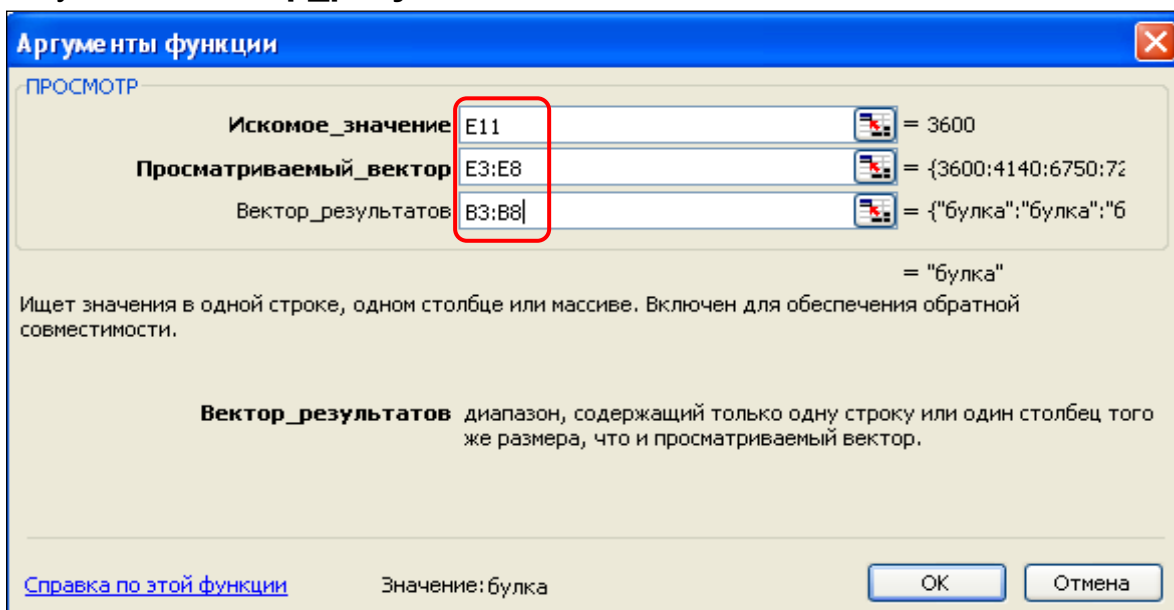 Аргументы функции
ПРОСМОТР
Искомое_значение E11 = 3600
Просматриваемый_вектор E3:E8 = {3600:4140:6750:72
Вектор_результатов B3:B8 = {"булка":"булка":"б
= "булка"
Ищет значения в одной строке, одном столбце или массиве. Включен для обеспечения обратной
совместимости.
Вектор_результатов диапазон, содержащий только одну строку или один столбец того
же размера, что и просматриваемый вектор.
Справка по этой функции Значение:булка OK Отмена